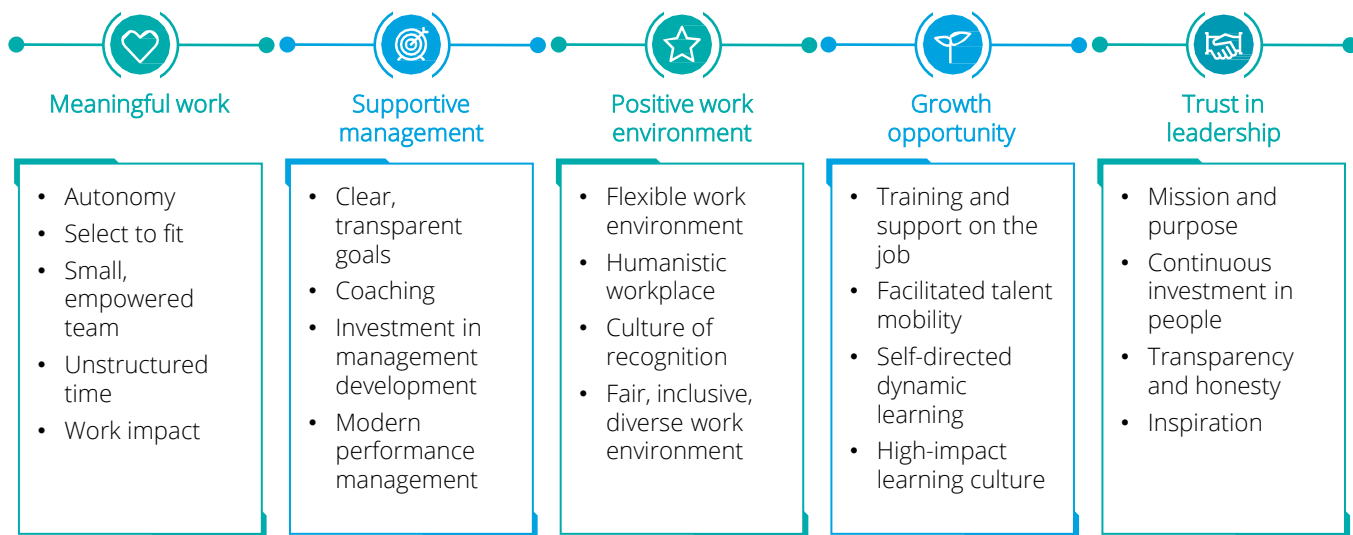 Meaningful work
• Autonomy
• Select to fit
• Small,
empowered
team
• Unstructured
time
• Work impact
Supportive
management
• Clear,
transparent
goals
• Coaching
• Investment in
management
development
• Modern
performance
management
Positive work
environment
• Flexible work
environment
• Humanistic
workplace
• Culture of
recognition
• Fair, inclusive,
diverse work
environment
Growth
opportunity
• Training and
support on the
job
• Facilitated talent
mobility
• Self-directed
dynamic
learning
• High-impact
learning culture
Trust in
leadership
• Mission and
purpose
• Continuous
investment in
people
• Transparency
and honesty
• Inspiration